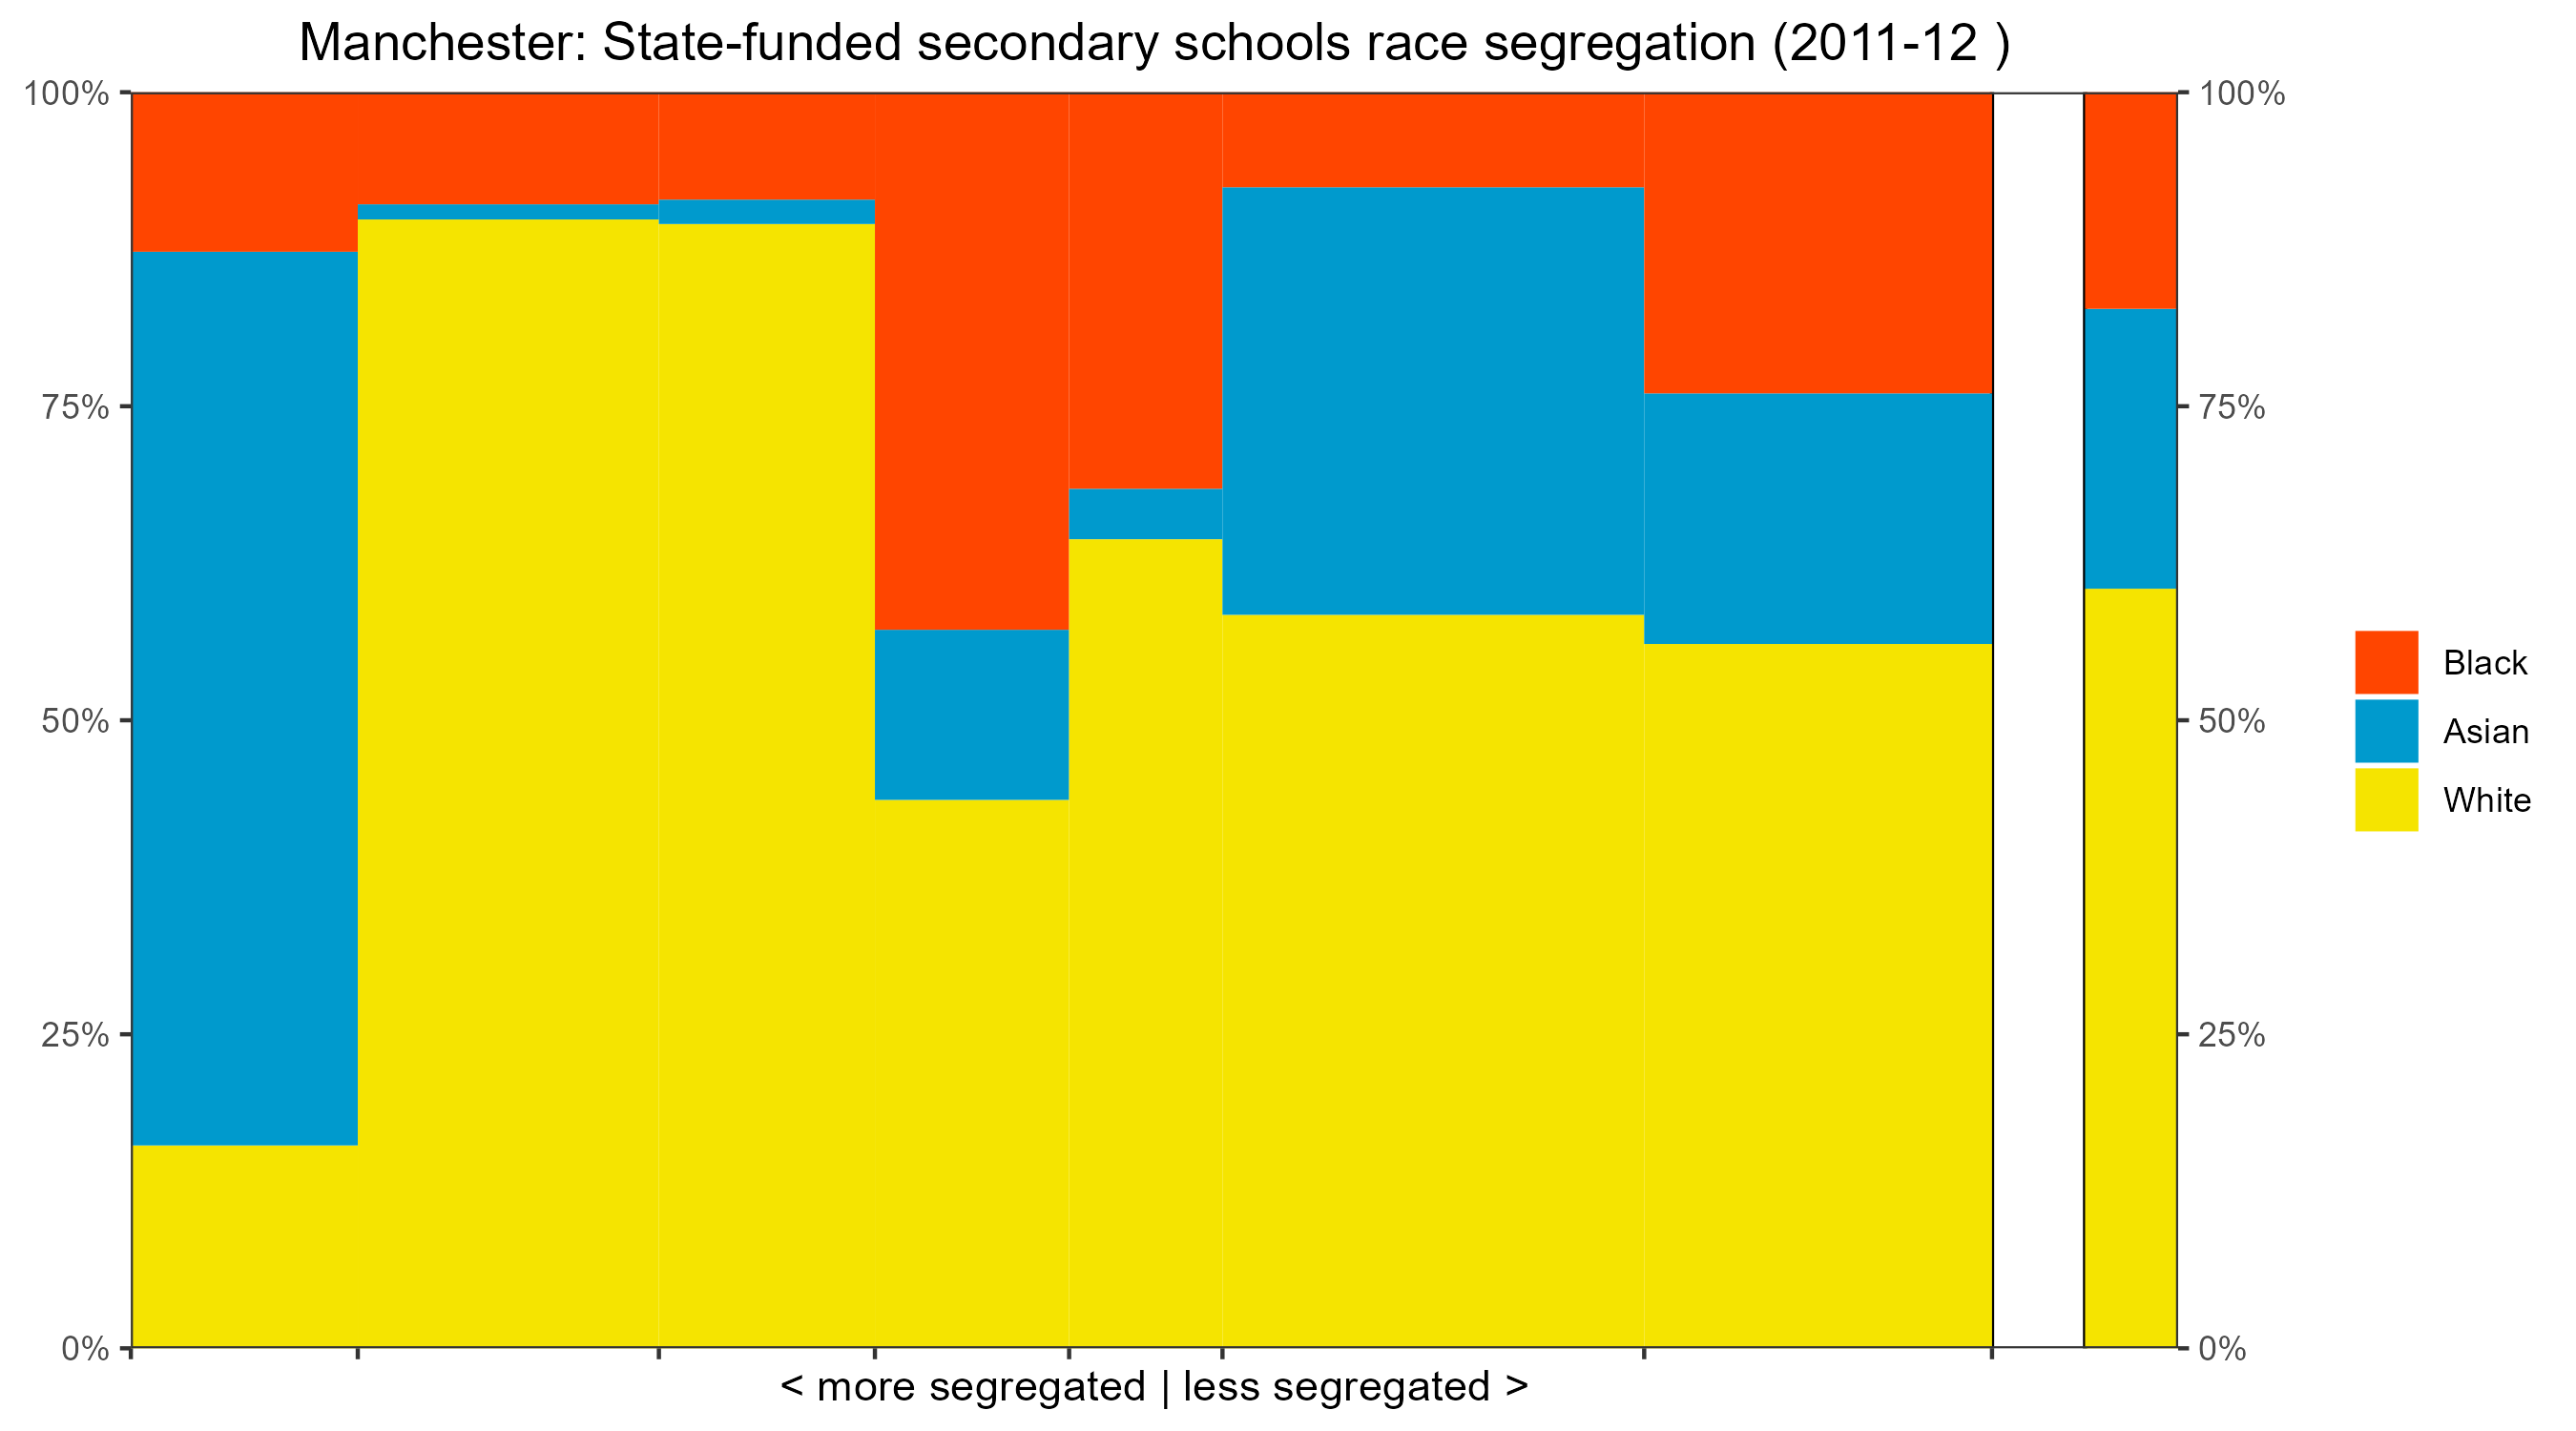 Manchester: State-funded secondary schools race segregation (2011-12 )
100%
75%
50%
25%
0%
100%
75%
50%
25%
0%
Black
Asian
White
< more segregated | less segregated >